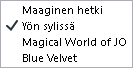 Maaginen hetki
Yön sylissä
Magical World of JO
Blue Velvet